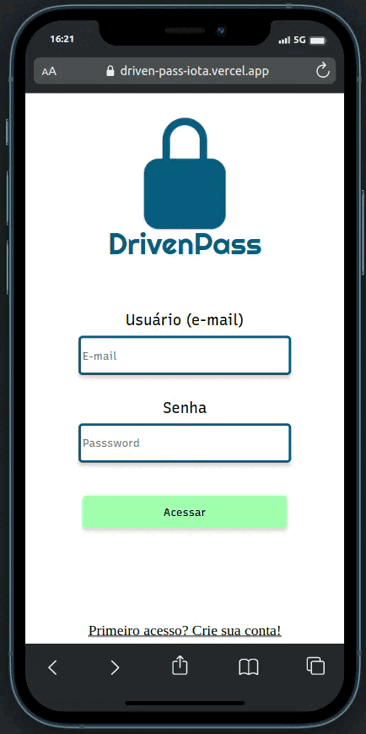 16:21
5G
AA
driven-pass-iota.vercel.app
DrivenPass
Usuário (e-mail)
E-mail
Senha
Passsword
Acessar
Primeiro acesso? Crie sua conta!